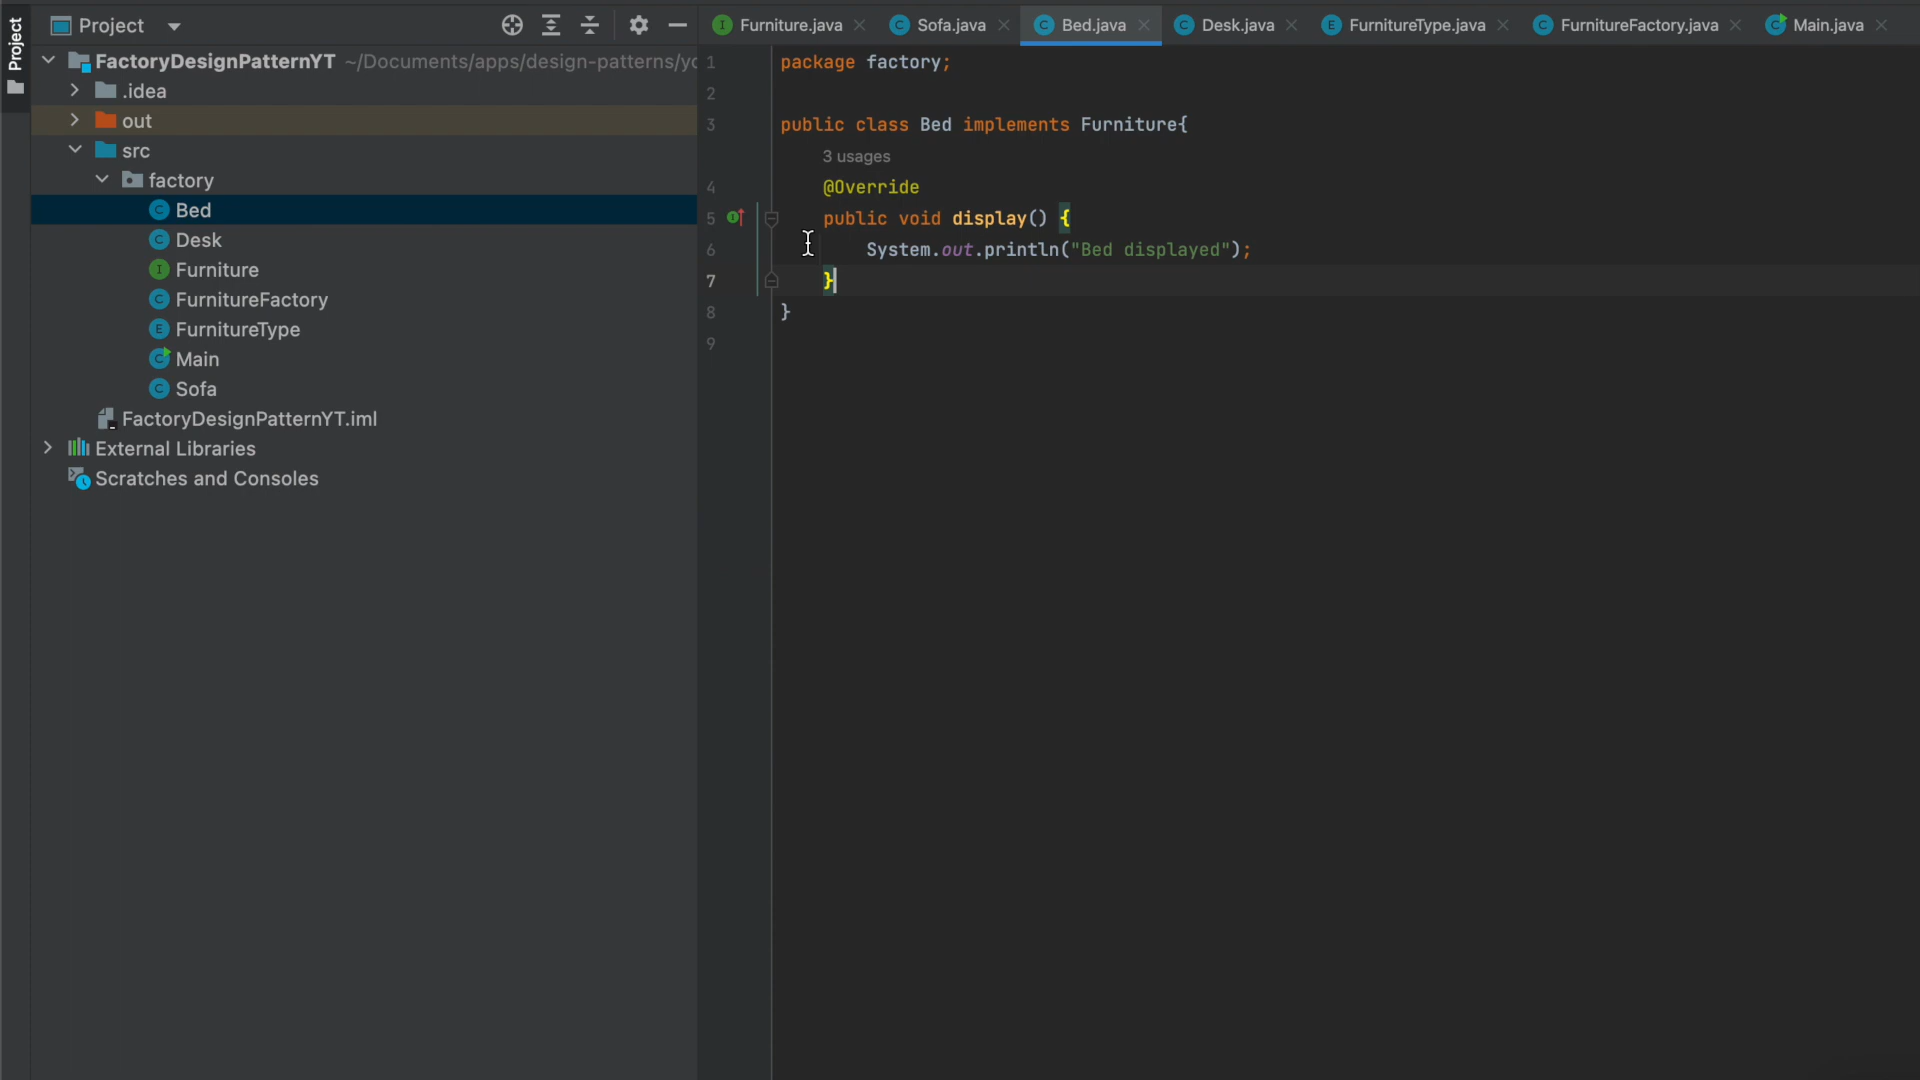 Project
Project
FactoryDesignPatternYT ~/Documents/apps/design-patterns/yo
.idea
out
src
factory
Bed
Desk
Furniture
FurnitureFactory
FurnitureType
Main
Sofa
FactoryDesignPatternYT.iml
External Libraries
Scratches and Consoles
Furniture.java Sofa.java Bed.java Desk.java FurnitureType.java FurnitureFactory.java Main.java
1 package factory;
2
3 public class Bed implements Furniture{
3 usages
4 @Override
5 public void display() {
6 System.out.println("Bed displayed");
7 }
8 }
9